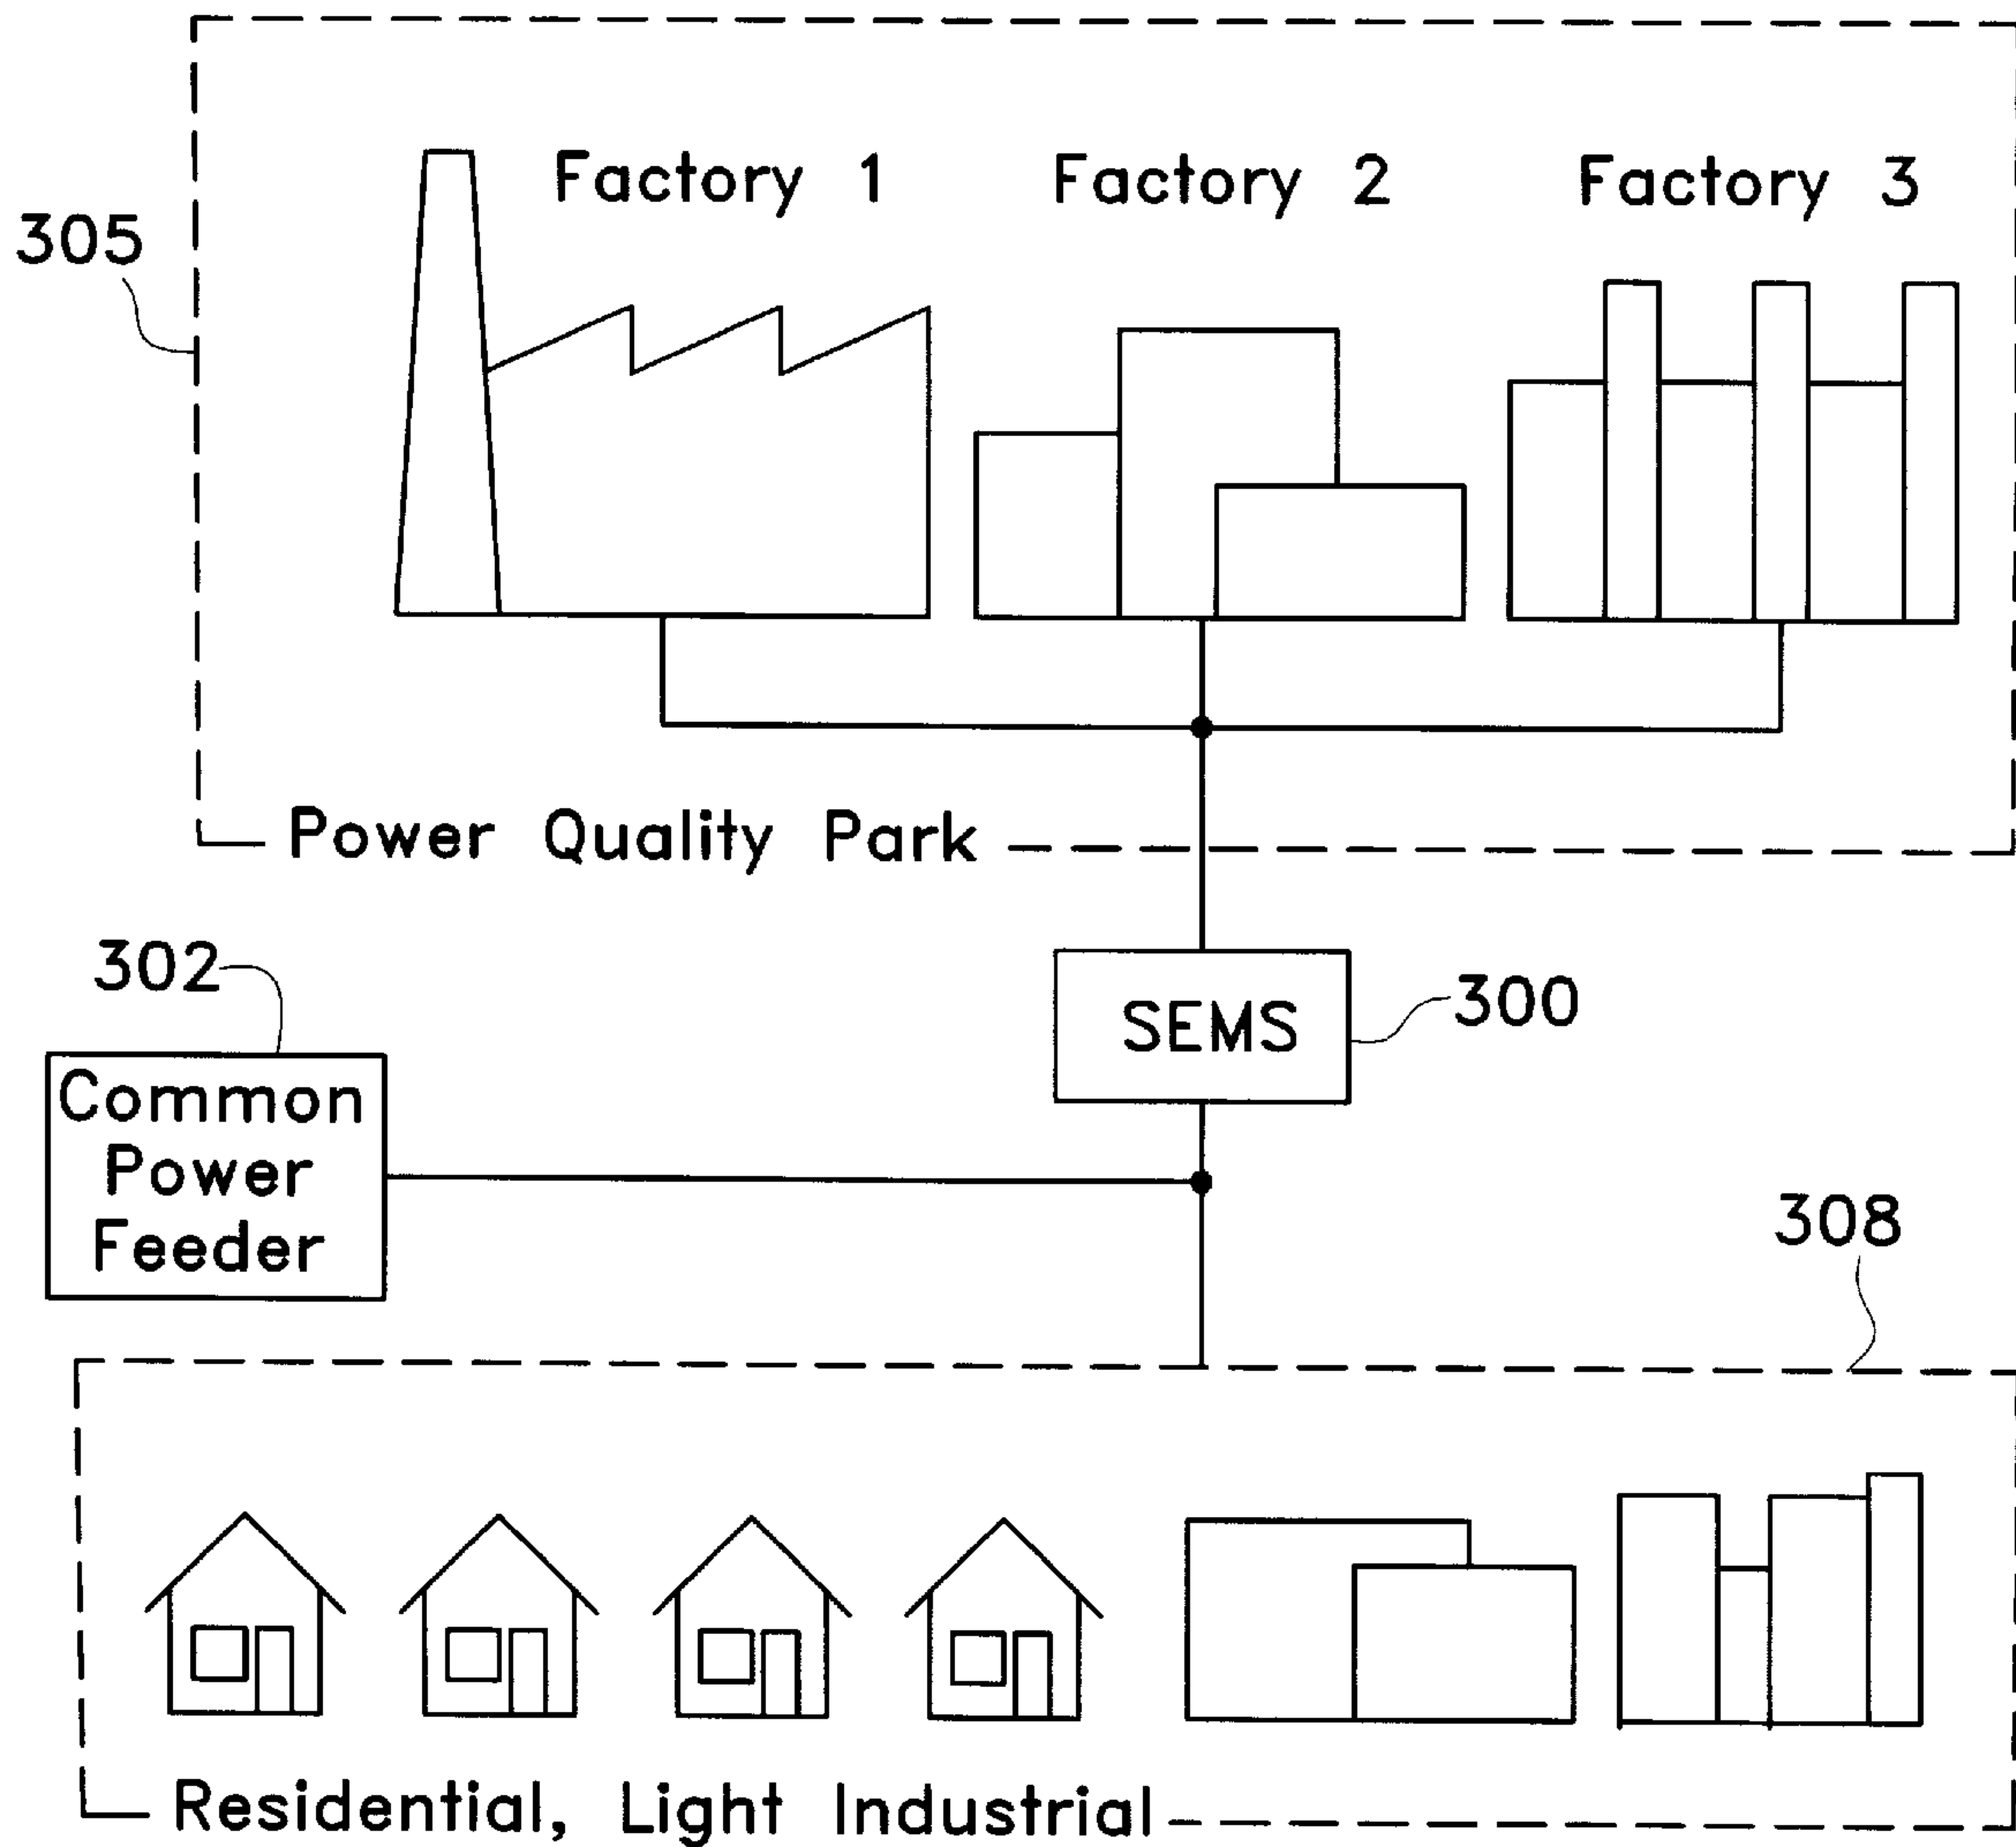 Factory 1
Factory 2
Factory 3
305
Power Quality Park
302
SEMS
300
Common
Power
Feeder
308
Residential, Light Industrial